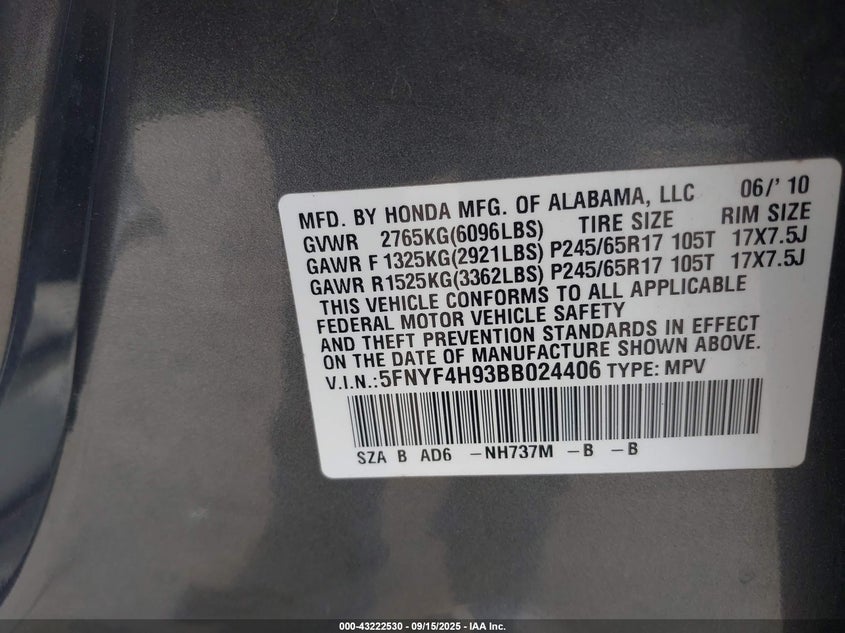 MFD. BY HONDA MFG. OF ALABAMA, LLC 06/' 10
GVWR 2765KG(6096LBS) TIRE SIZE RIM SIZE
GAWR F 1325KG(2921LBS) P245/65R17 105T 17X7.5J
GAWR R1525KG(3362LBS) P245/65R17 105T 17X7.5J
THIS VEHICLE CONFORMS TO ALL APPLICABLE
FEDERAL MOTOR VEHICLE SAFETY
AND THEFT PREVENTION STANDARDS IN EFFECT
ON THE DATE OF MANUFACTURE SHOWN ABOVE.
V.I.N.:5FNYF4H93BB024406 TYPE: MPV
SZA B AD6 -NH737M -B -B
000-43222530 - 09/15/2025 - IAA Inc.